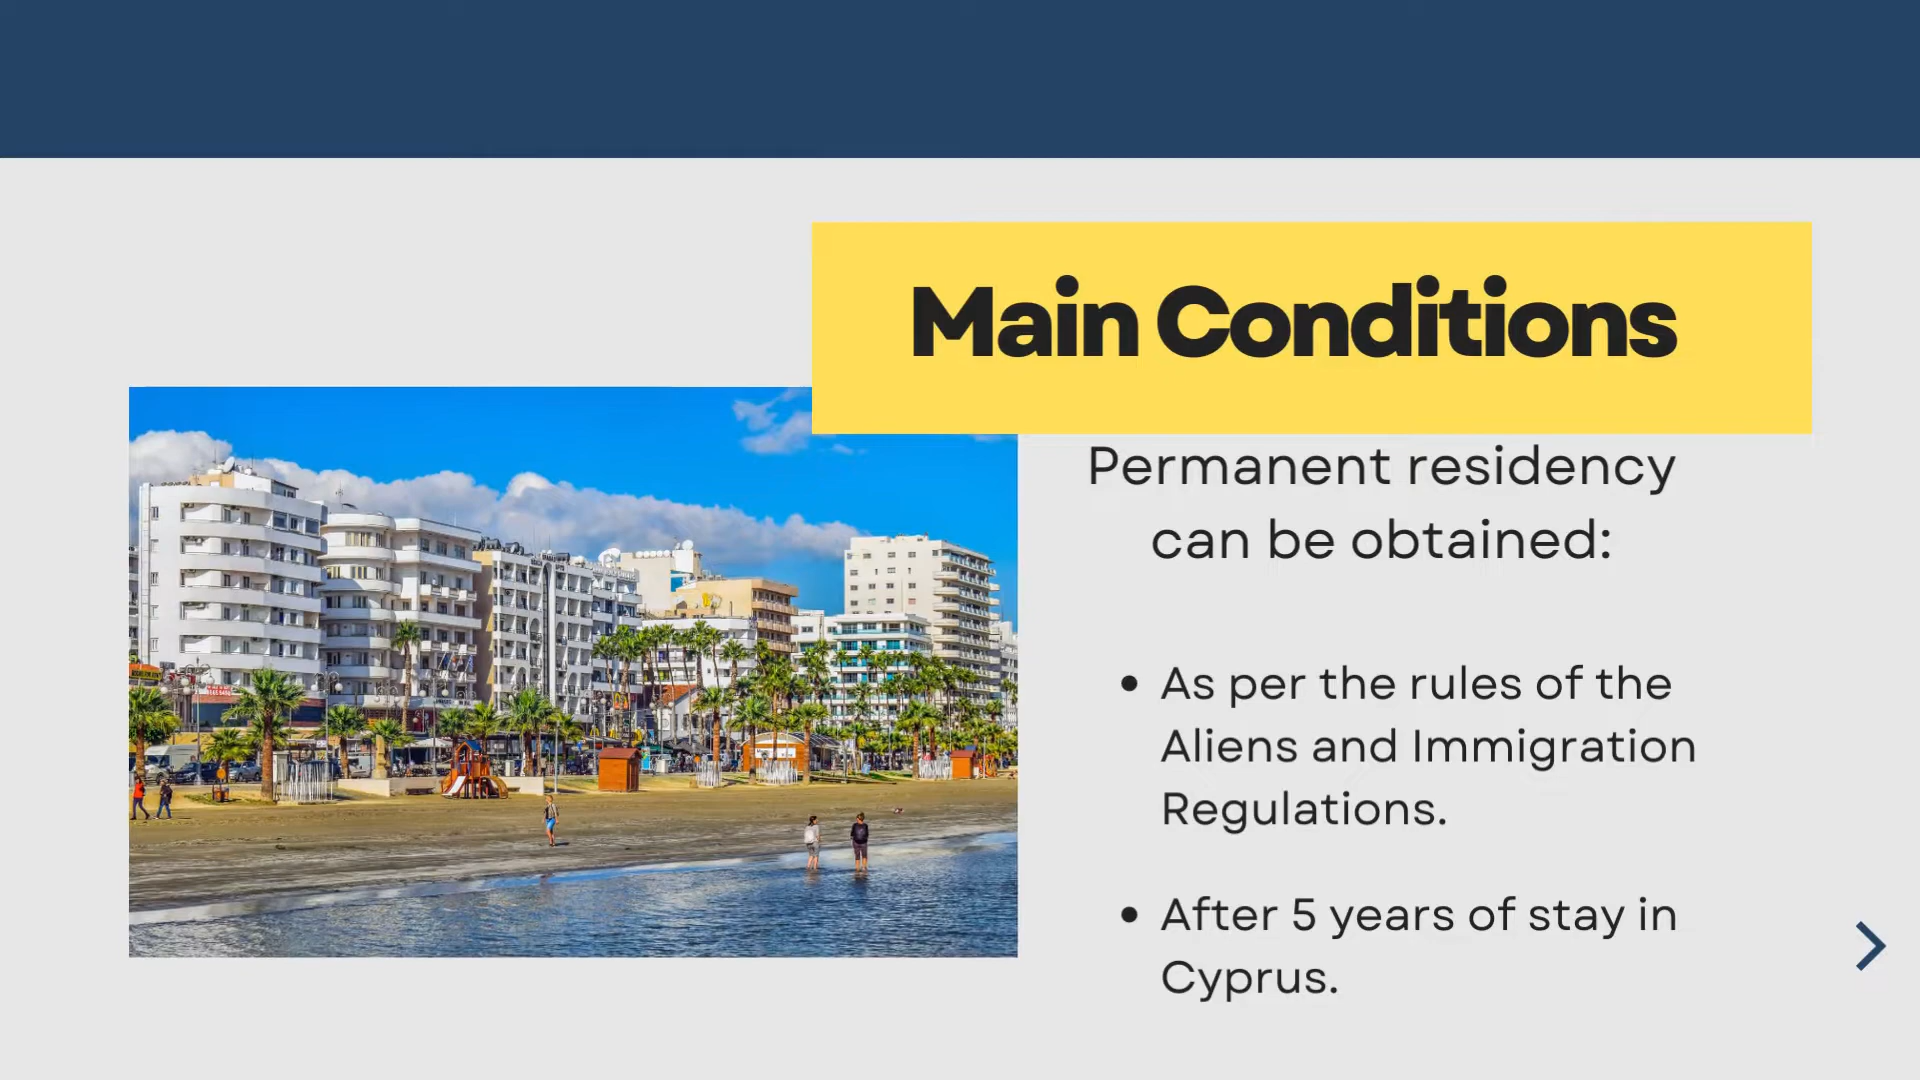 Main Conditions
Permanent residency
can be obtained:
• As per the rules of the
Aliens and Immigration
Regulations.
• After 5 years of stay in
Cyprus.